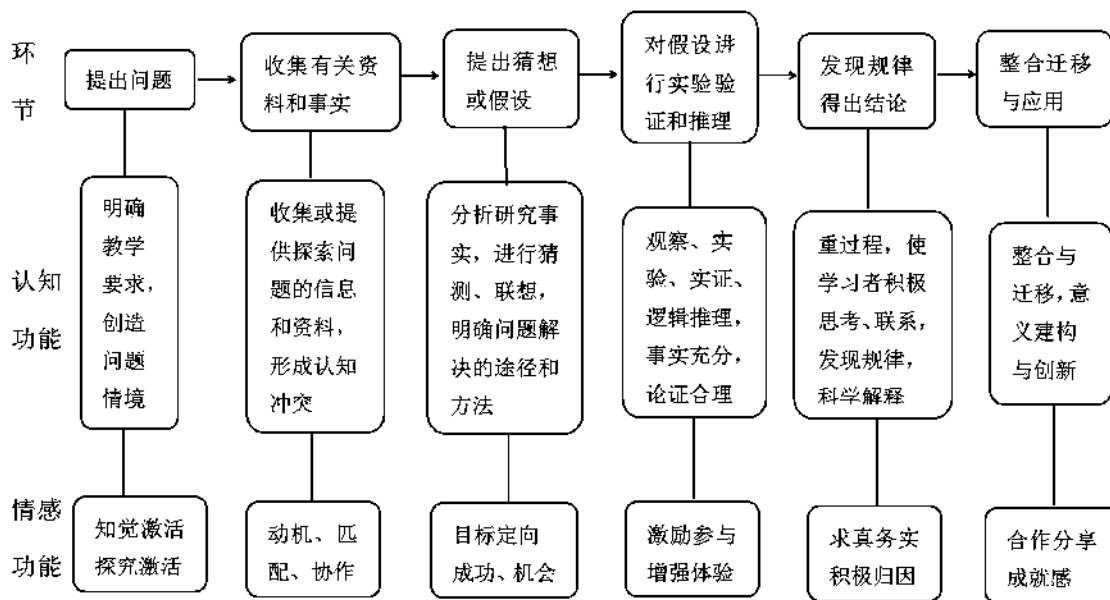 环节
提出问题
收集有关资
料和事实
提出猜想
或假设
对假设进
行实验验
证和推理
发现规律
得出结论
整合迁移
与应用
认知
功能
明确
教学
要求，
创造
问题
情境
收集或提
供探索问
题的信息
和资料，
形成认知
冲突
分析研究事
实，进行猜
测、联想，
明确问题解
决的途径和
方法
观察、实
验、实证、
逻辑推理，
事实充分，
论证合理
重过程，使
学习者积极
思考、联系，
发现规律，
科学解释
整合与
迁移，意
义建构
与创新
情感
功能
知觉激活
探究激活
动机、匹
配、协作
目标定向
成功、机会
激励参与
增强体验
求真务实
积极归因
合作分享
成就感